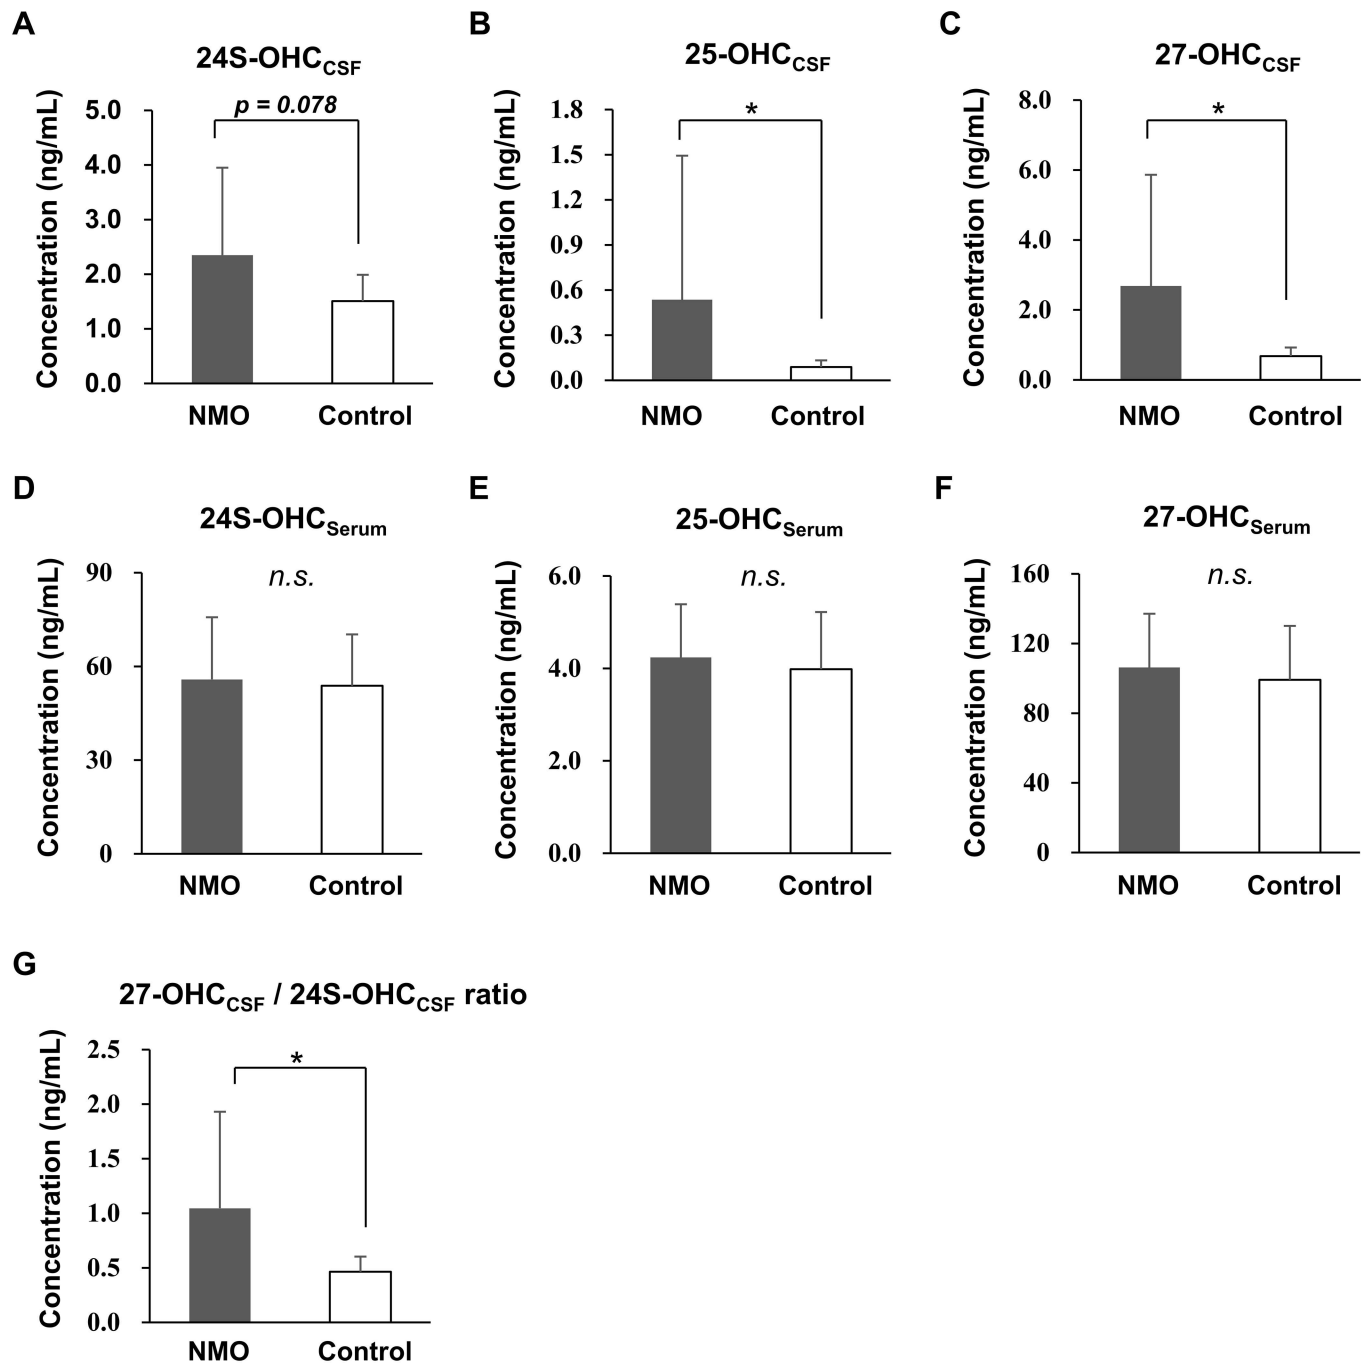 A
24S-OHCCSF
p = 0.078
Concentration (ng/mL)
5.0
4.0
3.0
2.0
1.0
0.0
NMO Control
B
25-OHCCSF
*
Concentration (ng/mL)
1.8
1.5
1.2
0.9
0.6
0.3
0.0
NMO Control
C
27-OHCCSF
*
Concentration (ng/mL)
8.0
6.0
4.0
2.0
0.0
NMO Control
D
24S-OHCSerum
n.s.
Concentration (ng/mL)
90
60
30
0
NMO Control
E
25-OHCSerum
n.s.
Concentration (ng/mL)
6.0
4.0
2.0
0.0
NMO Control
F
27-OHCSerum
n.s.
Concentration (ng/mL)
160
120
80
40
0
NMO Control
G
27-OHCCSF / 24S-OHCCSF ratio
*
Concentration (ng/mL)
2.5
2.0
1.5
1.0
0.5
0.0
NMO Control